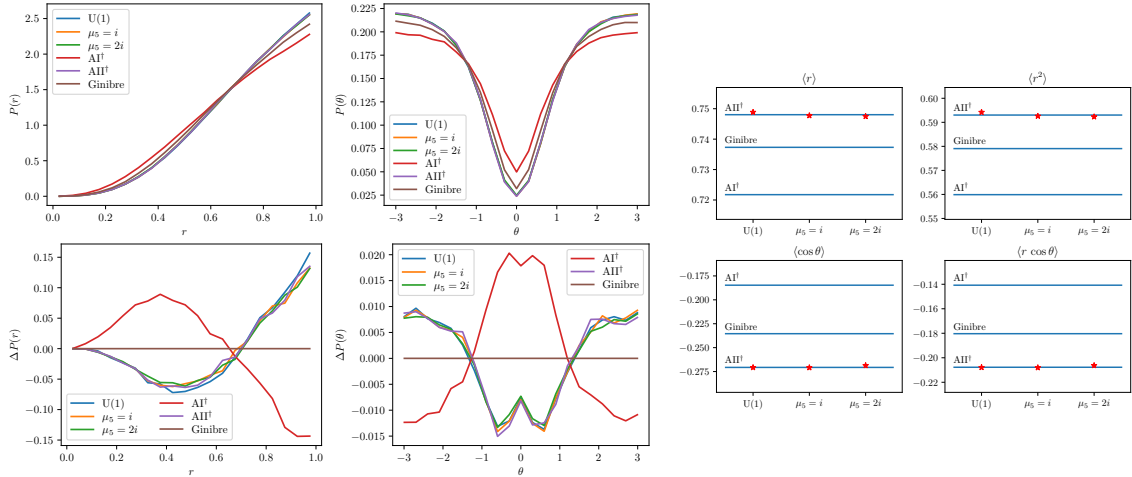 P(r)
2.5
2.0
1.5
1.0
0.5
0.0
U(1)
μ₅ = i
μ₅ = 2i
AI†
AII†
Ginibre
0.0 0.2 0.4 0.6 0.8 1.0
r
P(θ)
0.225
0.200
0.175
0.150
0.125
0.100
0.075
0.050
0.025
U(1)
μ₅ = i
μ₅ = 2i
AI†
AII†
Ginibre
−3 −2 −1 0 1 2 3
θ
⟨r⟩
0.75
0.74
0.73
0.72
AII†
Ginibre
AI†
U(1) μ₅ = i μ₅ = 2i
⟨r²⟩
0.60
0.59
0.58
0.57
0.56
0.55
AII†
Ginibre
AI†
U(1) μ₅ = i μ₅ = 2i
ΔP(r)
0.15
0.10
0.05
0.00
−0.05
−0.10
−0.15
U(1) AI†
μ₅ = i AII†
μ₅ = 2i Ginibre
0.0 0.2 0.4 0.6 0.8 1.0
r
ΔP(θ)
0.020
0.015
0.010
0.005
0.000
−0.005
−0.010
−0.015
U(1)
μ₅ = i
μ₅ = 2i
AI†
AII†
Ginibre
−3 −2 −1 0 1 2 3
θ
⟨cos θ⟩
−0.175
−0.200
−0.225
−0.250
−0.275
AI†
Ginibre
AII†
U(1) μ₅ = i μ₅ = 2i
⟨r cos θ⟩
−0.14
−0.16
−0.18
−0.20
−0.22
AI†
Ginibre
AII†
U(1) μ₅ = i μ₅ = 2i